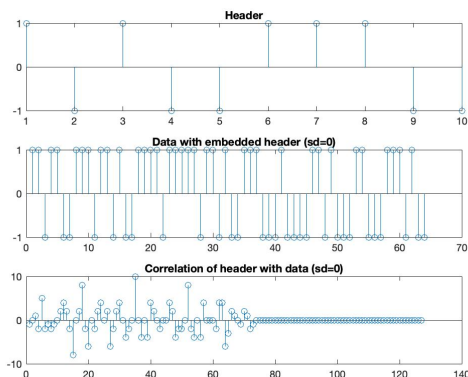 Header
1
0
-1
1 2 3 4 5 6 7 8 9 10
Data with embedded header (sd=0)
1
0
-1
0 10 20 30 40 50 60 70
Correlation of header with data (sd=0)
10
0
-10
0 20 40 60 80 100 120 140